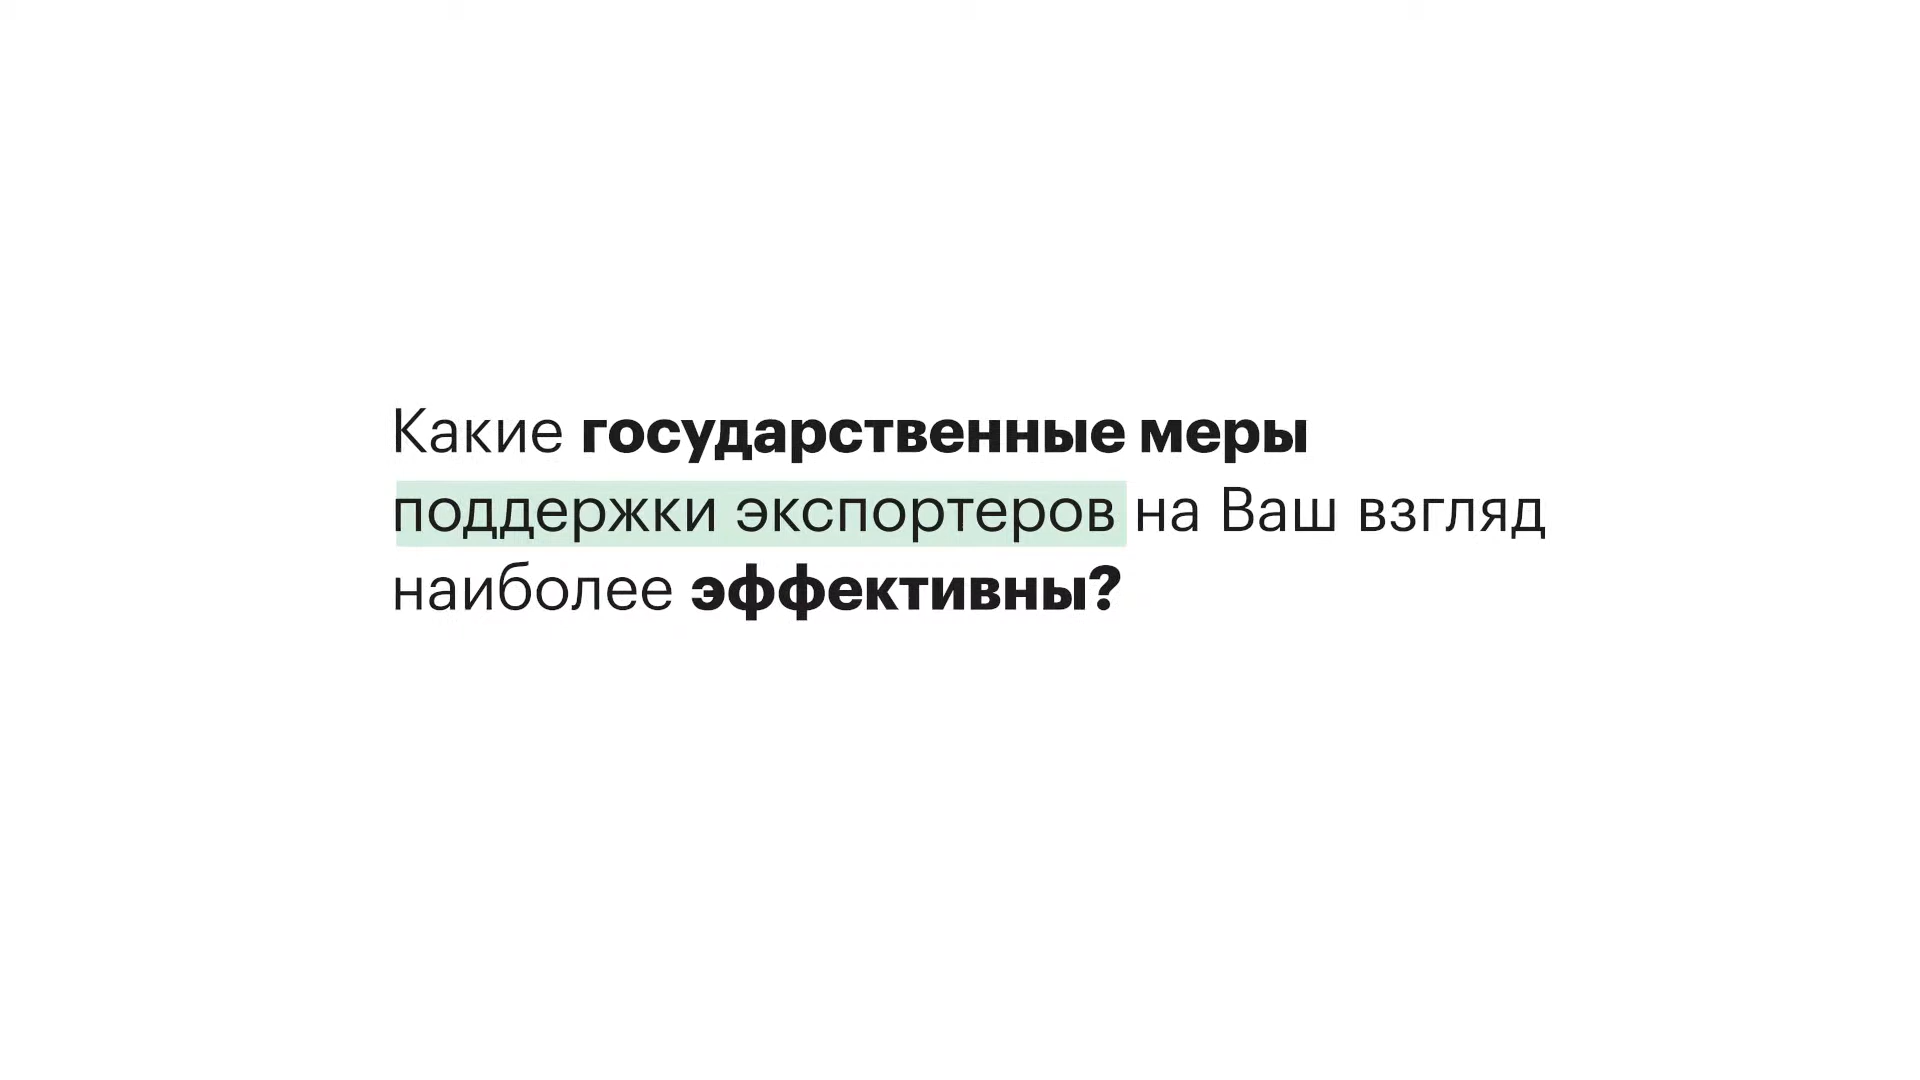 Какие государственные меры
поддержки экспортеров на Ваш взгляд
наиболее эффективны?